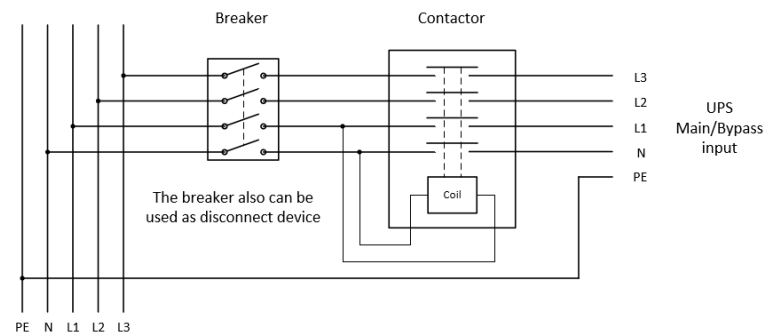 Breaker
Contactor
L3
L2
L1
N
PE
UPS
Main/Bypass
input
The breaker also can be
used as disconnect device
Coil
PE N L1 L2 L3